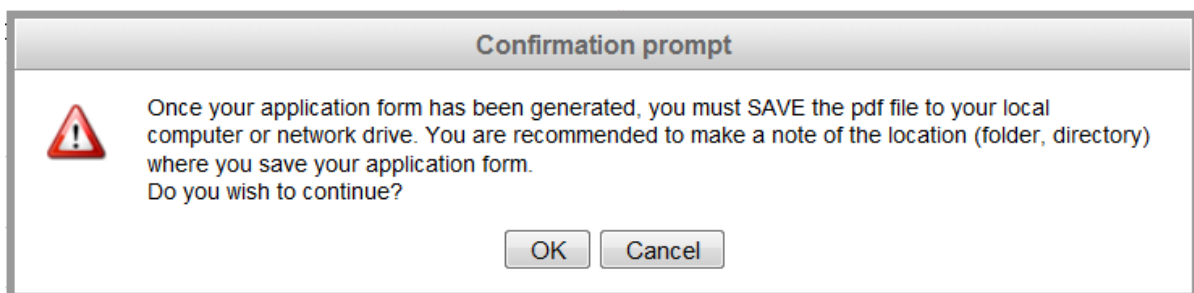 Confirmation prompt
Once your application form has been generated, you must SAVE the pdf file to your local
computer or network drive. You are recommended to make a note of the location (folder, directory)
where you save your application form.
Do you wish to continue?
OK Cancel